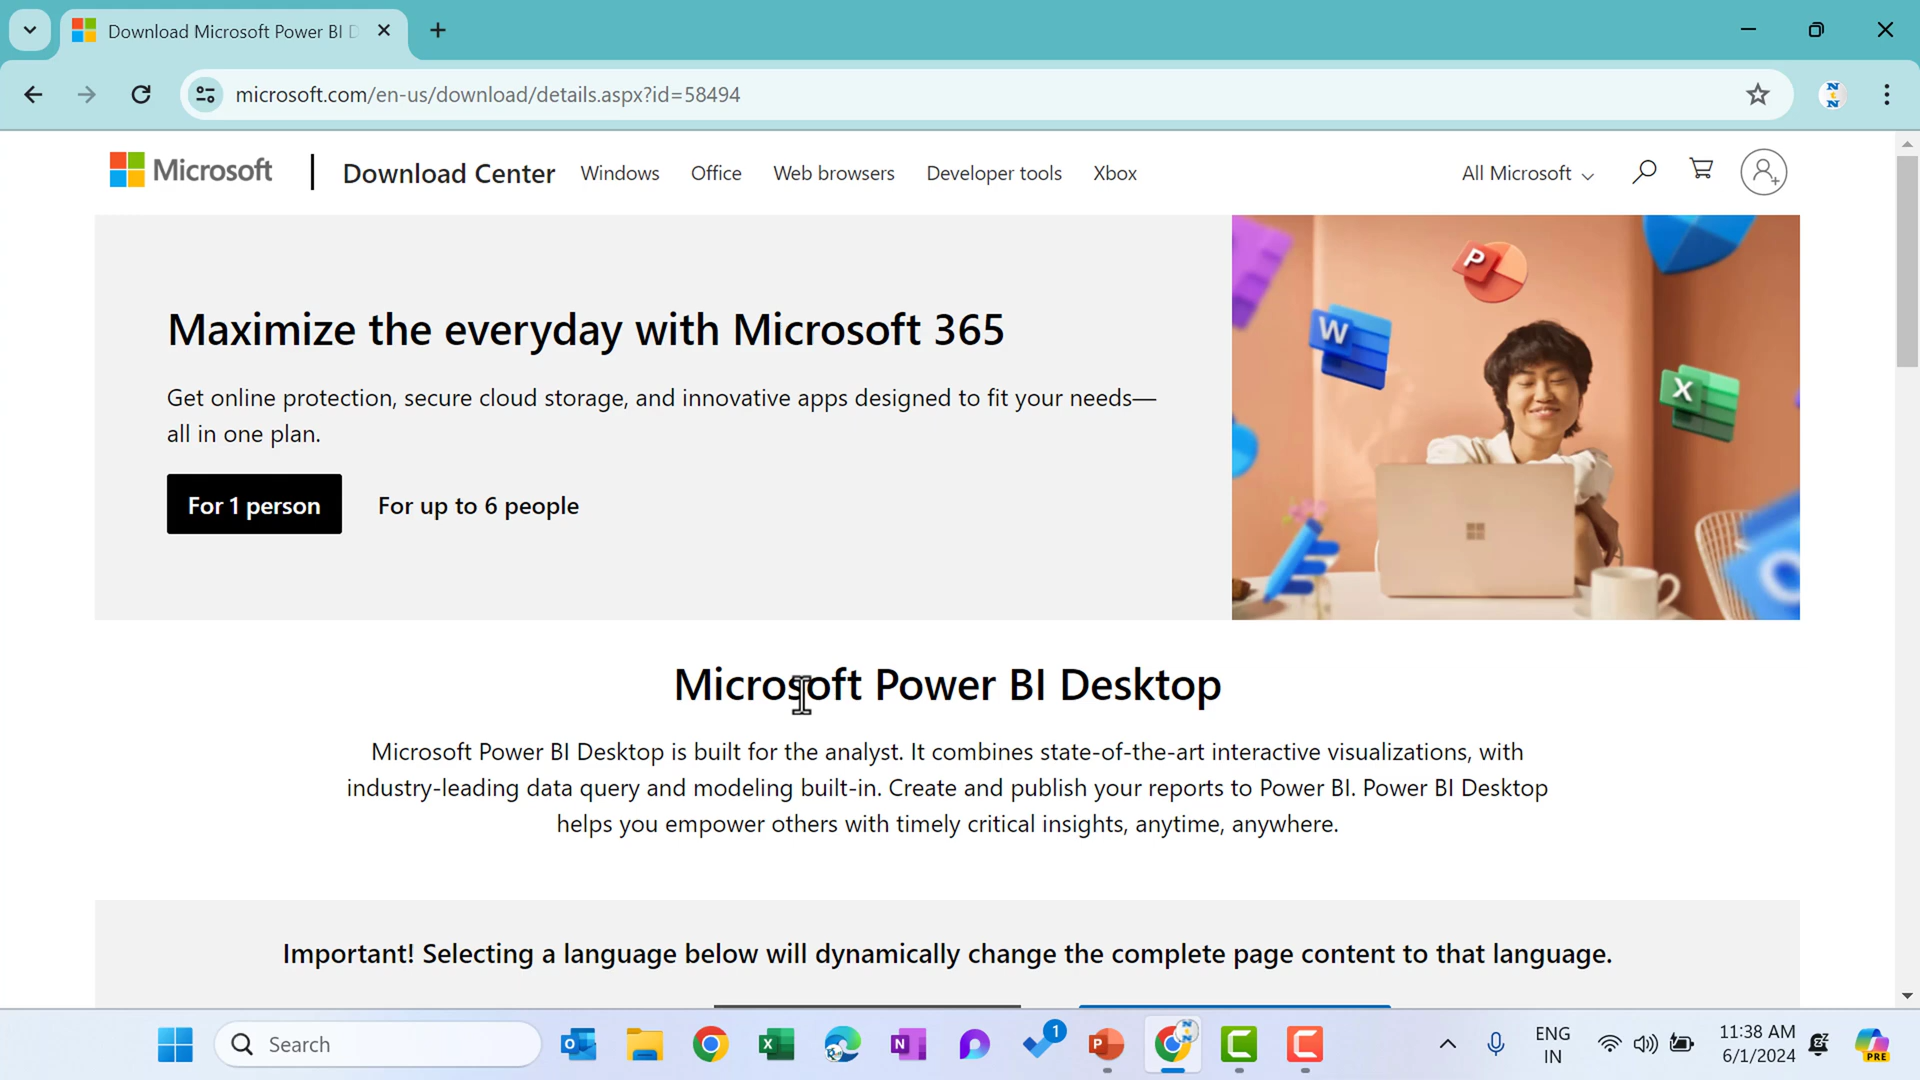 Download Microsoft Power BI D
microsoft.com/en-us/download/details.aspx?id=58494
Microsoft
Download Center
Windows
Office
Web browsers
Developer tools
Xbox
All Microsoft
Maximize the everyday with Microsoft 365
Get online protection, secure cloud storage, and innovative apps designed to fit your needs—
all in one plan.
For 1 person
For up to 6 people
P
W
X
Microsoft Power BI Desktop
Microsoft Power BI Desktop is built for the analyst. It combines state-of-the-art interactive visualizations, with
industry-leading data query and modeling built-in. Create and publish your reports to Power BI. Power BI Desktop
helps you empower others with timely critical insights, anytime, anywhere.
Important! Selecting a language below will dynamically change the complete page content to that language.
Search
1
ENG
IN
11:38 AM
6/1/2024
PRE